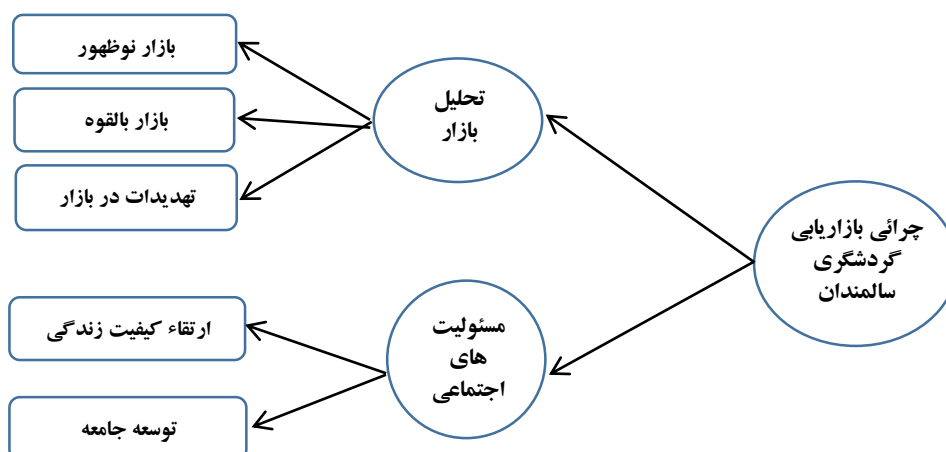 چرائی بازاریابی
گردشگری
سالمندان
تحلیل
بازار
بازار نوظهور
بازار بالقوه
تهدیدات در بازار
مسئولیت
های
اجتماعی
ارتقاء کیفیت زندگی
توسعه جامعه